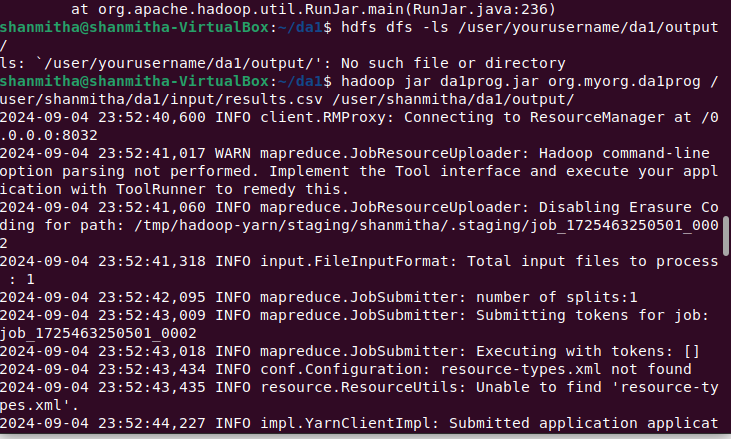 at org.apache.hadoop.util.RunJar.main(RunJar.java:236)
shanmitha@shanmitha-VirtualBox:~/da1$ hdfs dfs -ls /user/yourusername/da1/output
/
ls: `/user/yourusername/da1/output/': No such file or directory
shanmitha@shanmitha-VirtualBox:~/da1$ hadoop jar da1prog.jar org.myorg.da1prog /
user/shanmitha/da1/input/results.csv /user/shanmitha/da1/output/
2024-09-04 23:52:40,600 INFO client.RMProxy: Connecting to ResourceManager at /0
.0.0.0:8032
2024-09-04 23:52:41,017 WARN mapreduce.JobResourceUploader: Hadoop command-line
option parsing not performed. Implement the Tool interface and execute your appl
ication with ToolRunner to remedy this.
2024-09-04 23:52:41,060 INFO mapreduce.JobResourceUploader: Disabling Erasure Co
ding for path: /tmp/hadoop-yarn/staging/shanmitha/.staging/job_1725463250501_000
2
2024-09-04 23:52:41,318 INFO input.FileInputFormat: Total input files to process
 : 1
2024-09-04 23:52:42,095 INFO mapreduce.JobSubmitter: number of splits:1
2024-09-04 23:52:43,009 INFO mapreduce.JobSubmitter: Submitting tokens for job:
job_1725463250501_0002
2024-09-04 23:52:43,018 INFO mapreduce.JobSubmitter: Executing with tokens: []
2024-09-04 23:52:43,434 INFO conf.Configuration: resource-types.xml not found
2024-09-04 23:52:43,435 INFO resource.ResourceUtils: Unable to find 'resource-ty
pes.xml'.
2024-09-04 23:52:44,227 INFO impl.YarnClientImpl: Submitted application applicat